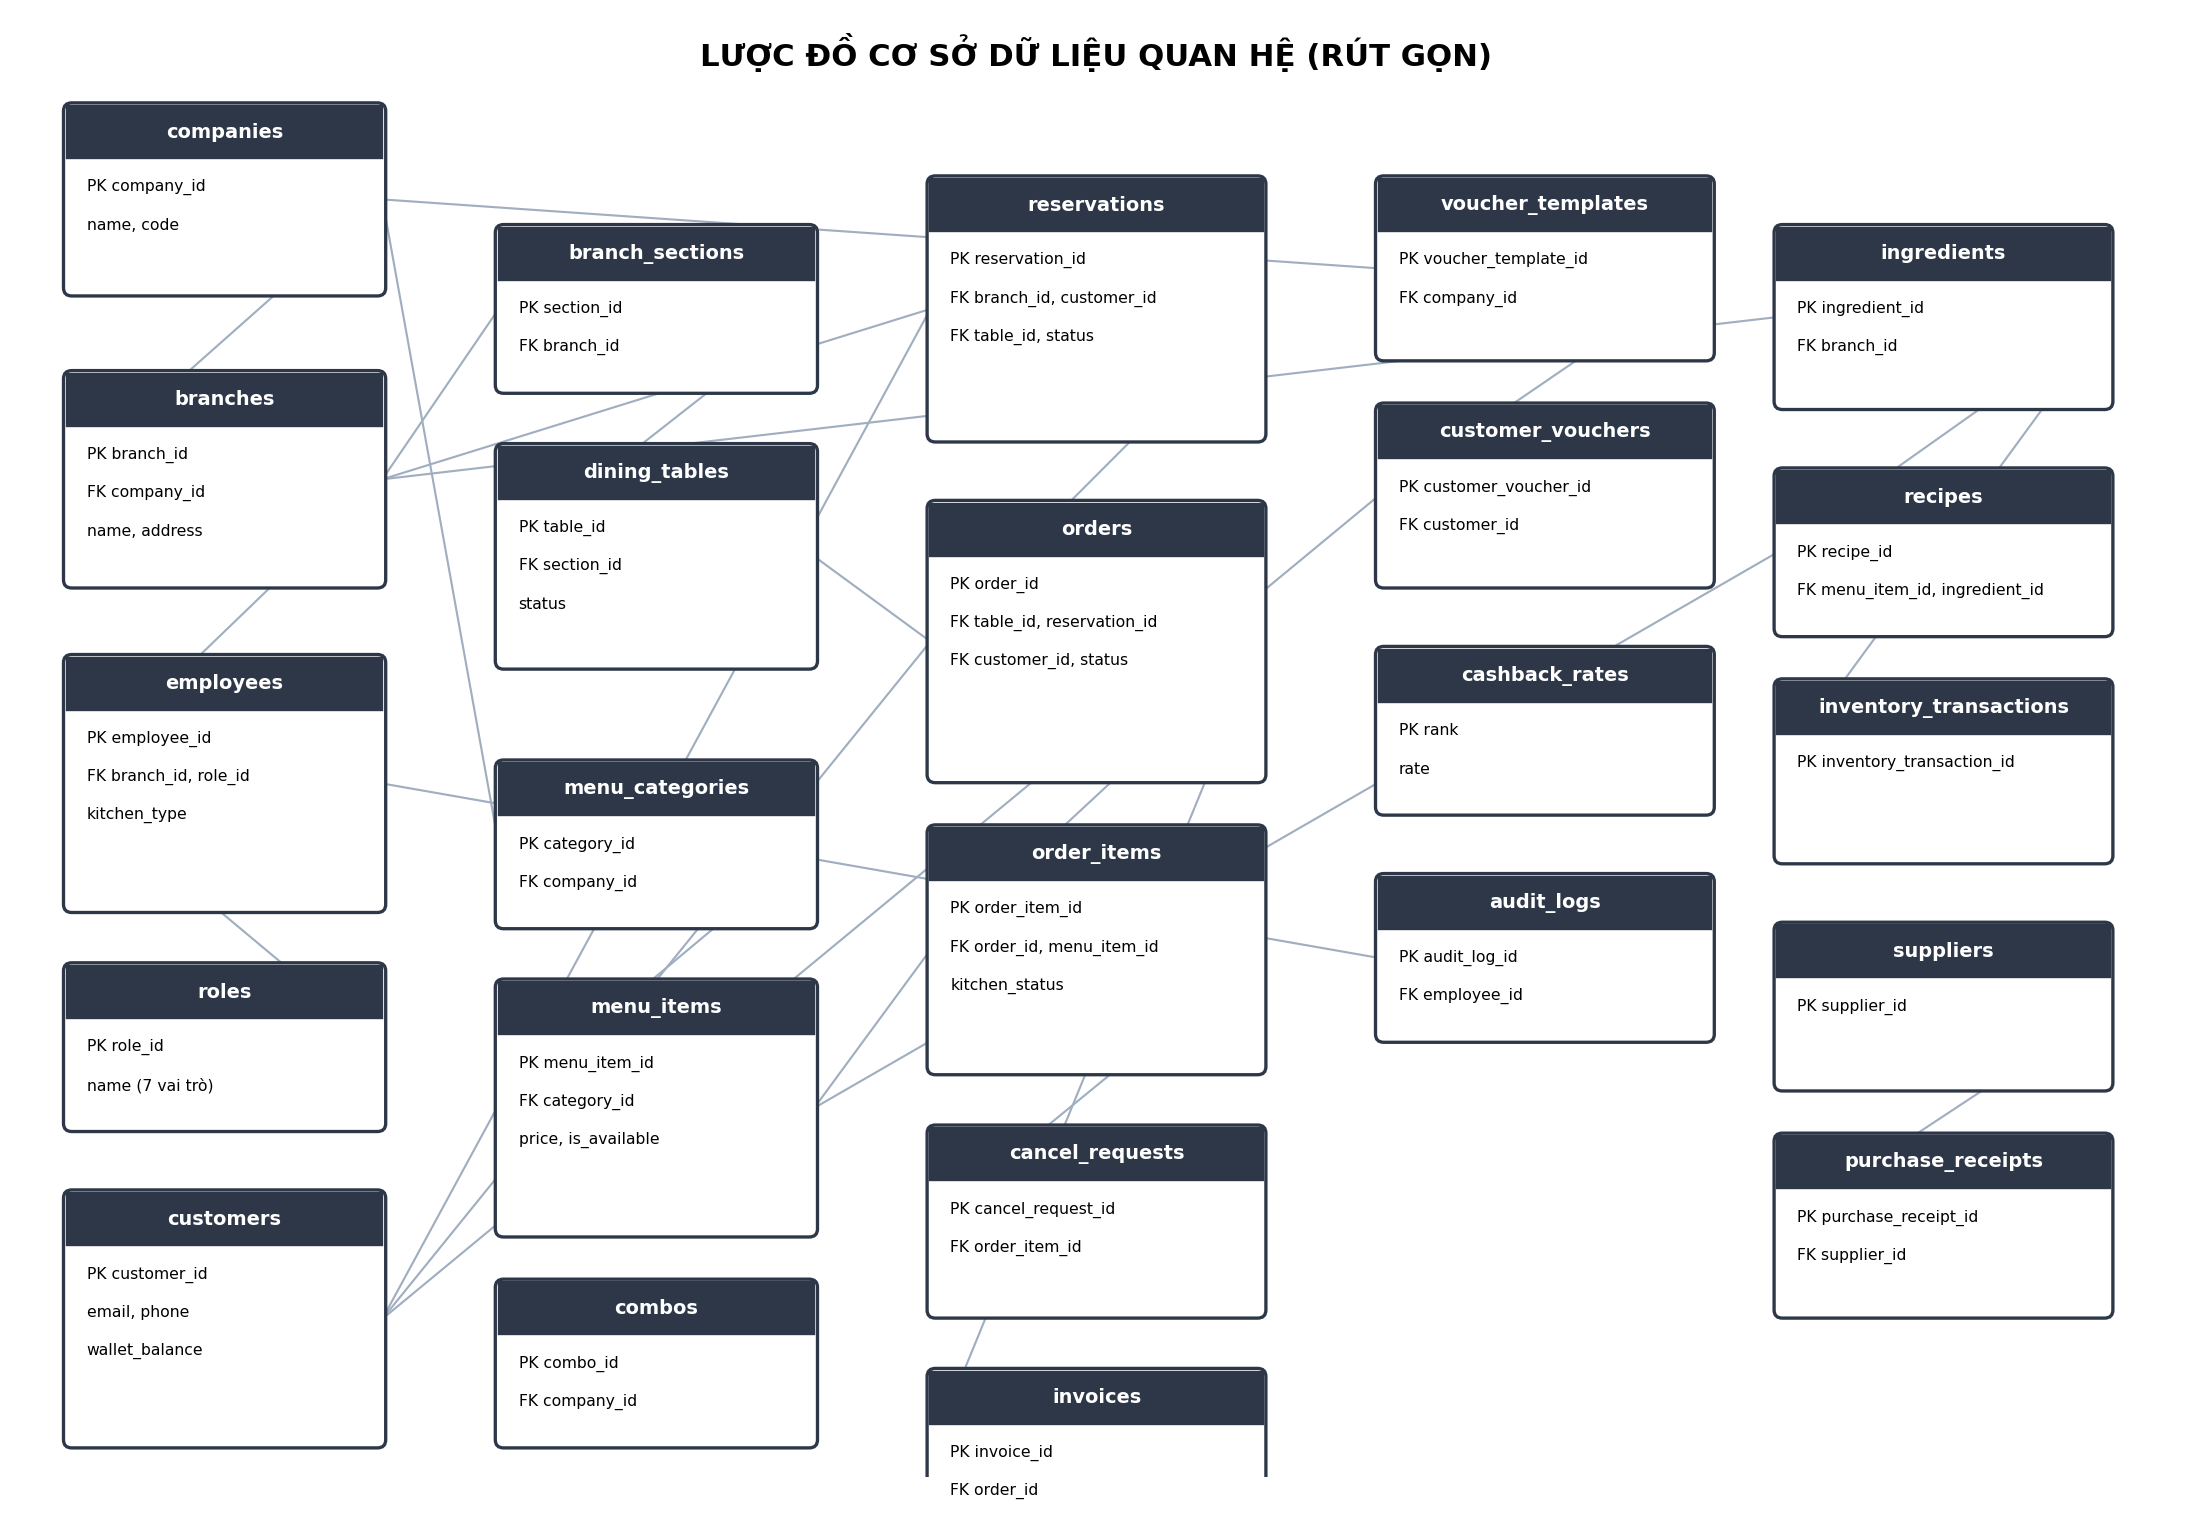 LƯỢC ĐỒ CƠ SỞ DỮ LIỆU QUAN HỆ (RÚT GỌN)
companies
PK company_id
name, code
branches
PK branch_id
FK company_id
name, address
employees
PK employee_id
FK branch_id, role_id
kitchen_type
roles
PK role_id
name (7 vai trò)
customers
PK customer_id
email, phone
wallet_balance
branch_sections
PK section_id
FK branch_id
dining_tables
PK table_id
FK section_id
status
menu_categories
PK category_id
FK company_id
menu_items
PK menu_item_id
FK category_id
price, is_available
combos
PK combo_id
FK company_id
reservations
PK reservation_id
FK branch_id, customer_id
FK table_id, status
orders
PK order_id
FK table_id, reservation_id
FK customer_id, status
order_items
PK order_item_id
FK order_id, menu_item_id
kitchen_status
cancel_requests
PK cancel_request_id
FK order_item_id
invoices
PK invoice_id
FK order_id
voucher_templates
PK voucher_template_id
FK company_id
customer_vouchers
PK customer_voucher_id
FK customer_id
cashback_rates
PK rank
rate
audit_logs
PK audit_log_id
FK employee_id
ingredients
PK ingredient_id
FK branch_id
recipes
PK recipe_id
FK menu_item_id, ingredient_id
inventory_transactions
PK inventory_transaction_id
suppliers
PK supplier_id
purchase_receipts
PK purchase_receipt_id
FK supplier_id